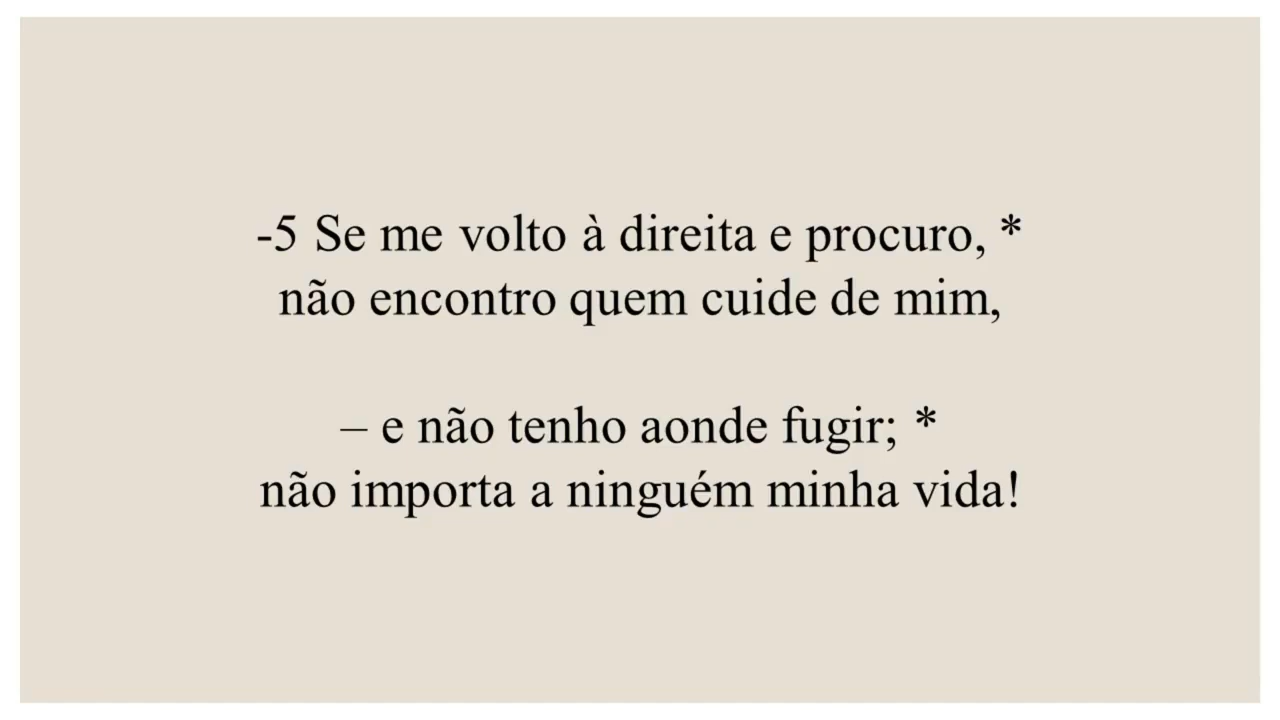 -5 Se me volto à direita e procuro, *
não encontro quem cuide de mim,
– e não tenho aonde fugir; *
não importa a ninguém minha vida!